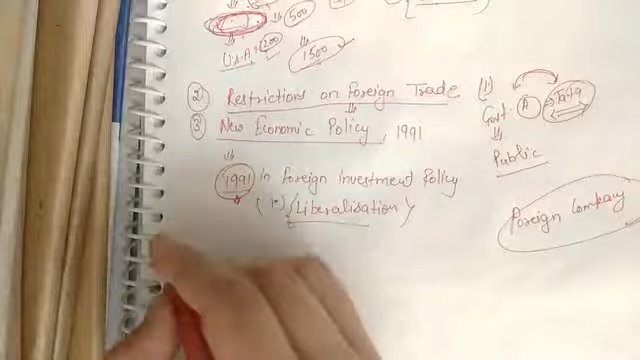 500
U.S.A 200
1500
② Restrictions on Foreign Trade
③ New Economic Policy, 1991
1991 in foreign investment Policy
(Liberalisation)
(1)
Govt. A Tata
Public
Foreign Company